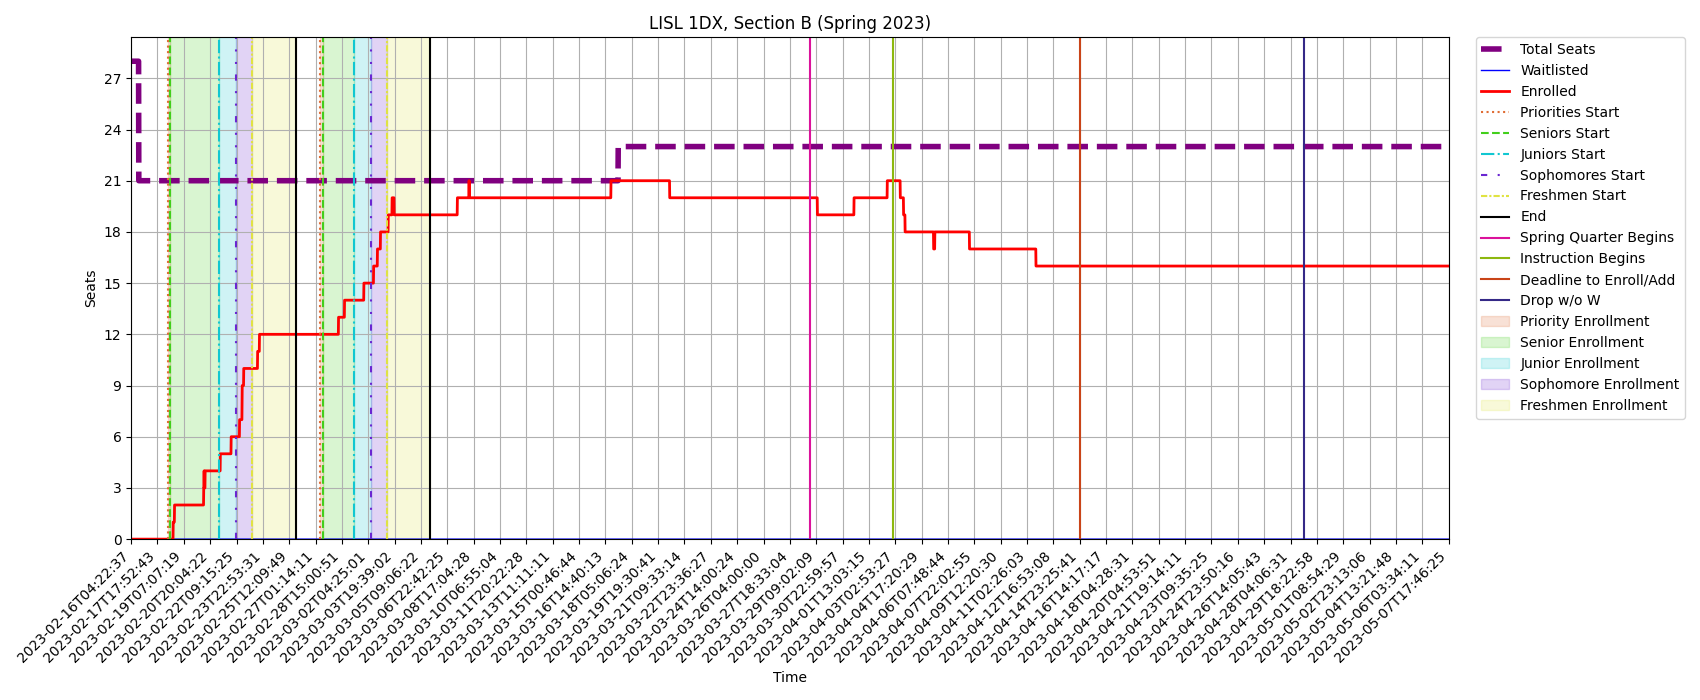 LISL 1DX, Section B (Spring 2023)
Seats
27
24
21
18
15
12
9
6
3
0
2023-02-16T04:22:37
2023-02-17T17:52:43
2023-02-19T07:07:19
2023-02-20T20:04:22
2023-02-22T09:15:25
2023-02-23T22:53:31
2023-02-25T12:09:49
2023-02-27T01:14:11
2023-02-28T15:00:51
2023-03-02T04:25:01
2023-03-03T19:39:02
2023-03-05T09:06:22
2023-03-06T22:42:25
2023-03-08T17:04:28
2023-03-10T06:55:04
2023-03-11T20:22:28
2023-03-13T11:11:11
2023-03-15T00:46:44
2023-03-16T14:40:13
2023-03-18T05:06:24
2023-03-19T19:30:41
2023-03-21T09:33:14
2023-03-22T23:36:27
2023-03-24T14:00:24
2023-03-26T04:00:00
2023-03-27T18:33:04
2023-03-29T09:02:09
2023-03-30T22:59:57
2023-04-01T13:03:15
2023-04-03T02:53:27
2023-04-04T17:20:29
2023-04-06T07:48:44
2023-04-07T22:02:55
2023-04-09T12:20:30
2023-04-11T02:26:03
2023-04-12T16:53:08
2023-04-14T23:25:41
2023-04-16T14:17:17
2023-04-18T04:28:31
2023-04-20T04:53:51
2023-04-21T19:14:11
2023-04-23T09:35:25
2023-04-24T23:50:16
2023-04-26T14:05:43
2023-04-28T04:06:31
2023-04-29T18:22:58
2023-05-01T08:54:29
2023-05-02T23:13:06
2023-05-04T13:21:48
2023-05-06T03:34:11
2023-05-07T17:46:25
Time
Total Seats
Waitlisted
Enrolled
Priorities Start
Seniors Start
Juniors Start
Sophomores Start
Freshmen Start
End
Spring Quarter Begins
Instruction Begins
Deadline to Enroll/Add
Drop w/o W
Priority Enrollment
Senior Enrollment
Junior Enrollment
Sophomore Enrollment
Freshmen Enrollment